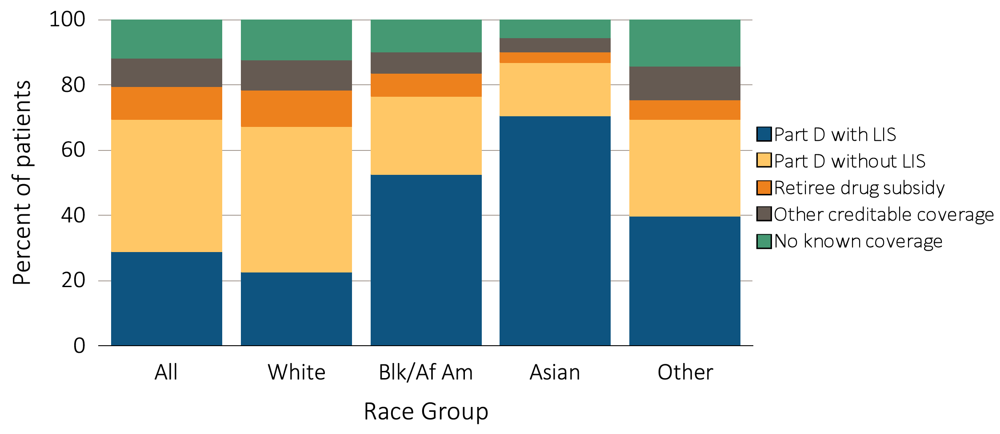 Percent of patients
100
80
60
40
20
0
All
White
Blk/Af Am
Asian
Other
Race Group
Part D with LIS
Part D without LIS
Retiree drug subsidy
Other creditable coverage
No known coverage